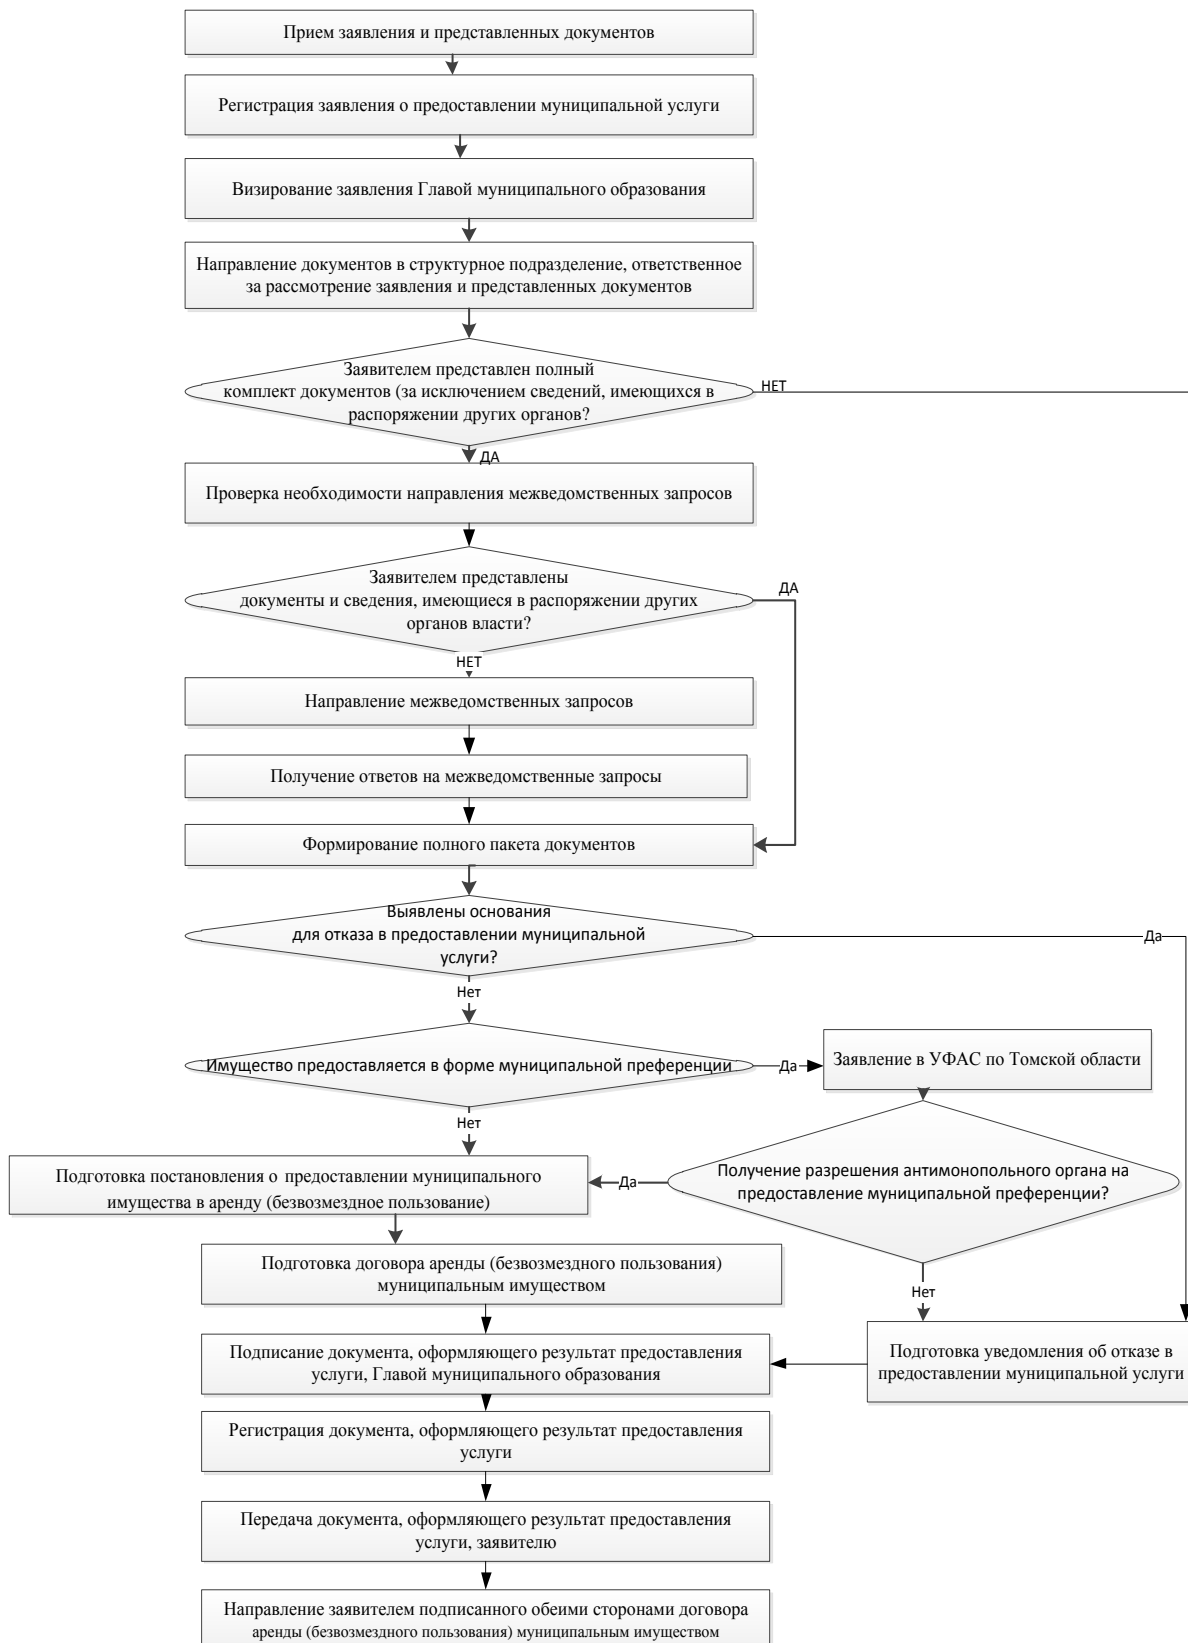 Прием заявления и представленных документов
Регистрация заявления о предоставлении муниципальной услуги
Визирование заявления Главой муниципального образования
Направление документов в структурное подразделение, ответственное
за рассмотрение заявления и представленных документов
Заявителем представлен полный
комплект документов (за исключением сведений, имеющихся в
распоряжении других органов?
НЕТ
ДА
Проверка необходимости направления межведомственных запросов
Заявителем представлены
документы и сведения, имеющиеся в распоряжении других
органов власти?
ДА
НЕТ
Направление межведомственных запросов
Получение ответов на межведомственные запросы
Формирование полного пакета документов
Выявлены основания
для отказа в предоставлении муниципальной
услуги?
Да
Нет
Имущество предоставляется в форме муниципальной преференции
Да
Заявление в УФАС по Томской области
Нет
Получение разрешения антимонопольного органа на
предоставление муниципальной преференции?
Да
Подготовка постановления о предоставлении муниципального
имущества в аренду (безвозмездное пользование)
Подготовка договора аренды (безвозмездного пользования)
муниципальным имуществом
Нет
Подготовка уведомления об отказе в
предоставлении муниципальной услуги
Подписание документа, оформляющего результат предоставления
услуги, Главой муниципального образования
Регистрация документа, оформляющего результат предоставления
услуги
Передача документа, оформляющего результат предоставления
услуги, заявителю
Направление заявителем подписанного обеими сторонами договора
аренды (безвозмездного пользования) муниципальным имуществом